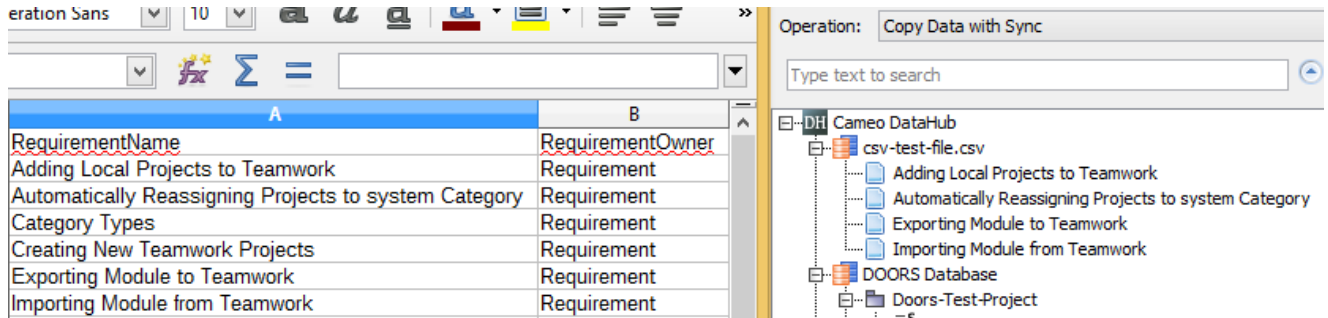 eration Sans 10 a a a a »
fx Σ =
A B
RequirementName RequirementOwner
Adding Local Projects to Teamwork Requirement
Automatically Reassigning Projects to system Category Requirement
Category Types Requirement
Creating New Teamwork Projects Requirement
Exporting Module to Teamwork Requirement
Importing Module from Teamwork Requirement
Operation: Copy Data with Sync
Type text to search
DH Cameo DataHub
csv-test-file.csv
Adding Local Projects to Teamwork
Automatically Reassigning Projects to system Category
Exporting Module to Teamwork
Importing Module from Teamwork
DOORS Database
Doors-Test-Project